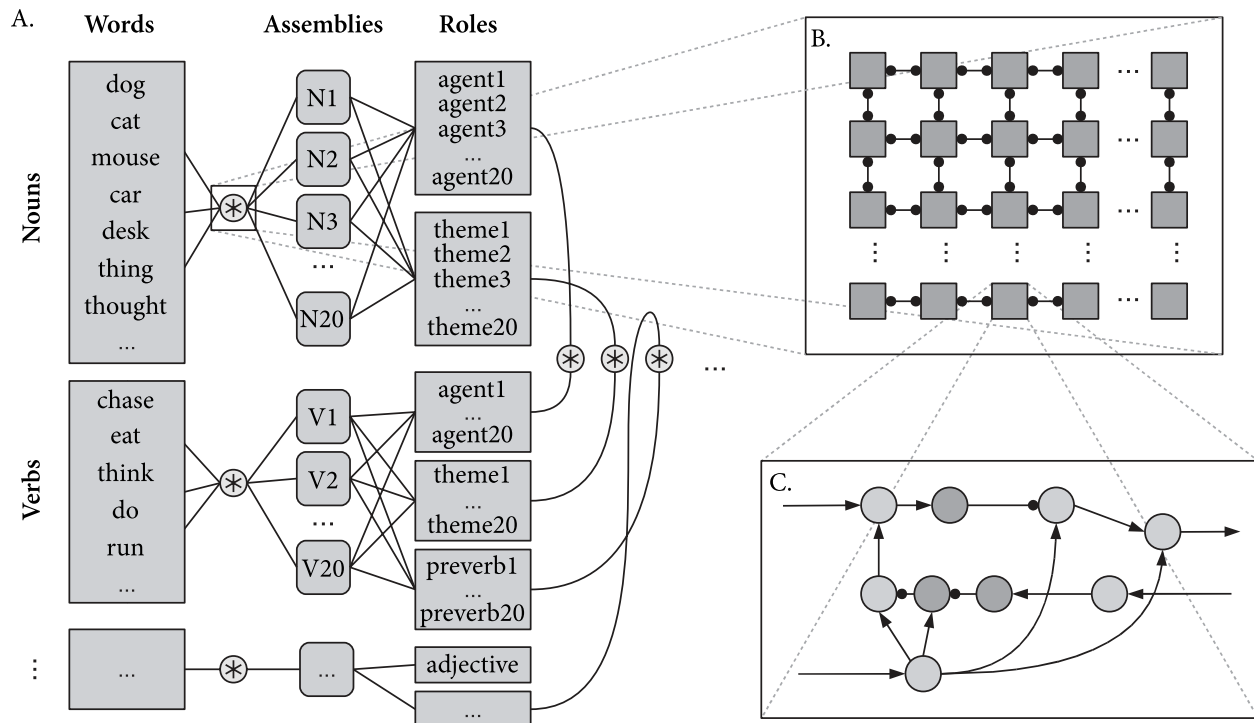 A.
Words
Assemblies
Roles
Nouns
dog
cat
mouse
car
desk
thing
thought
...
N1
N2
N3
...
N20
agent1
agent2
agent3
...
agent20
theme1
theme2
theme3
...
theme20
Verbs
chase
eat
think
do
run
...
V1
V2
...
V20
agent1
...
agent20
theme1
...
theme20
preverb1
...
preverb20
...
...
...
adjective
...
...
B.
...
...
...
...
...
...
...
C.